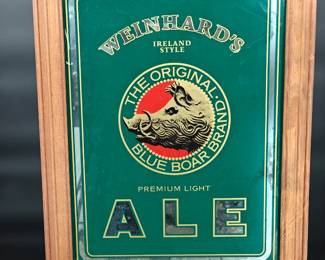 WEINHARD'S
IRELAND
STYLE
THE ORIGINAL
BLUE BOAR BRAND
PREMIUM LIGHT
ALE